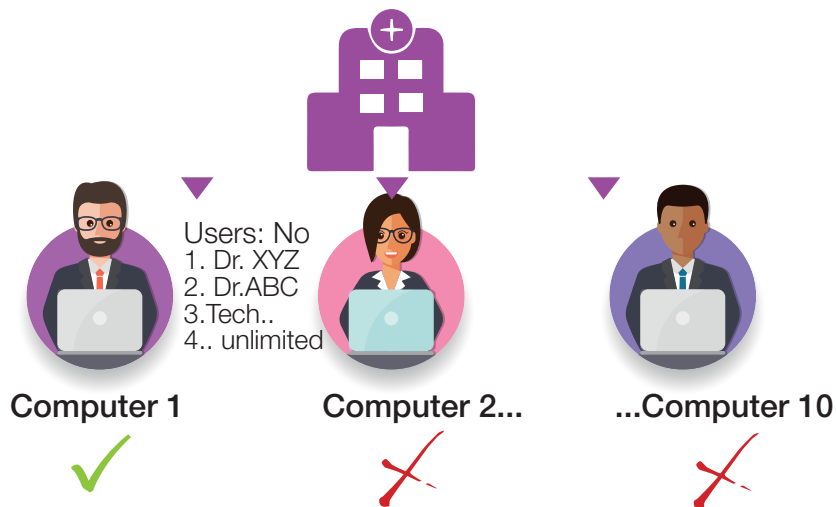 Users: No
1. Dr. XYZ
2. Dr.ABC
3.Tech..
4.. unlimited
Computer 1
Computer 2...
...Computer 10